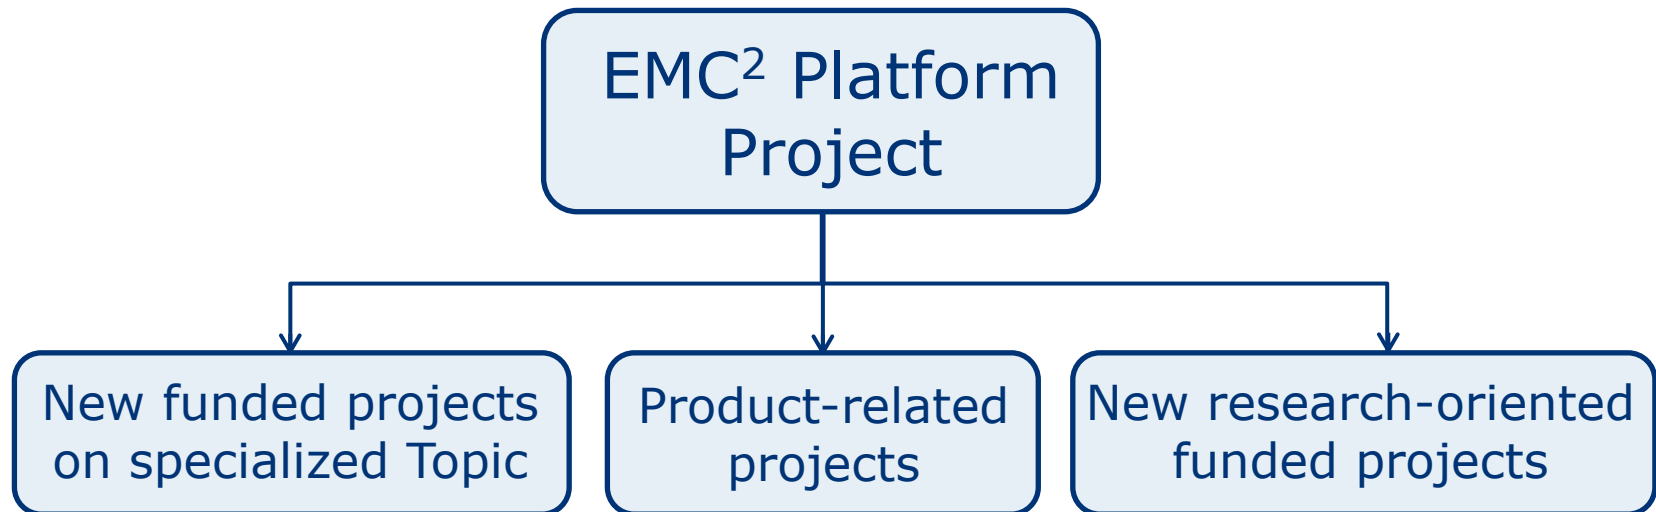 EMC² Platform
Project
New funded projects
on specialized Topic
Product-related
projects
New research-oriented
funded projects